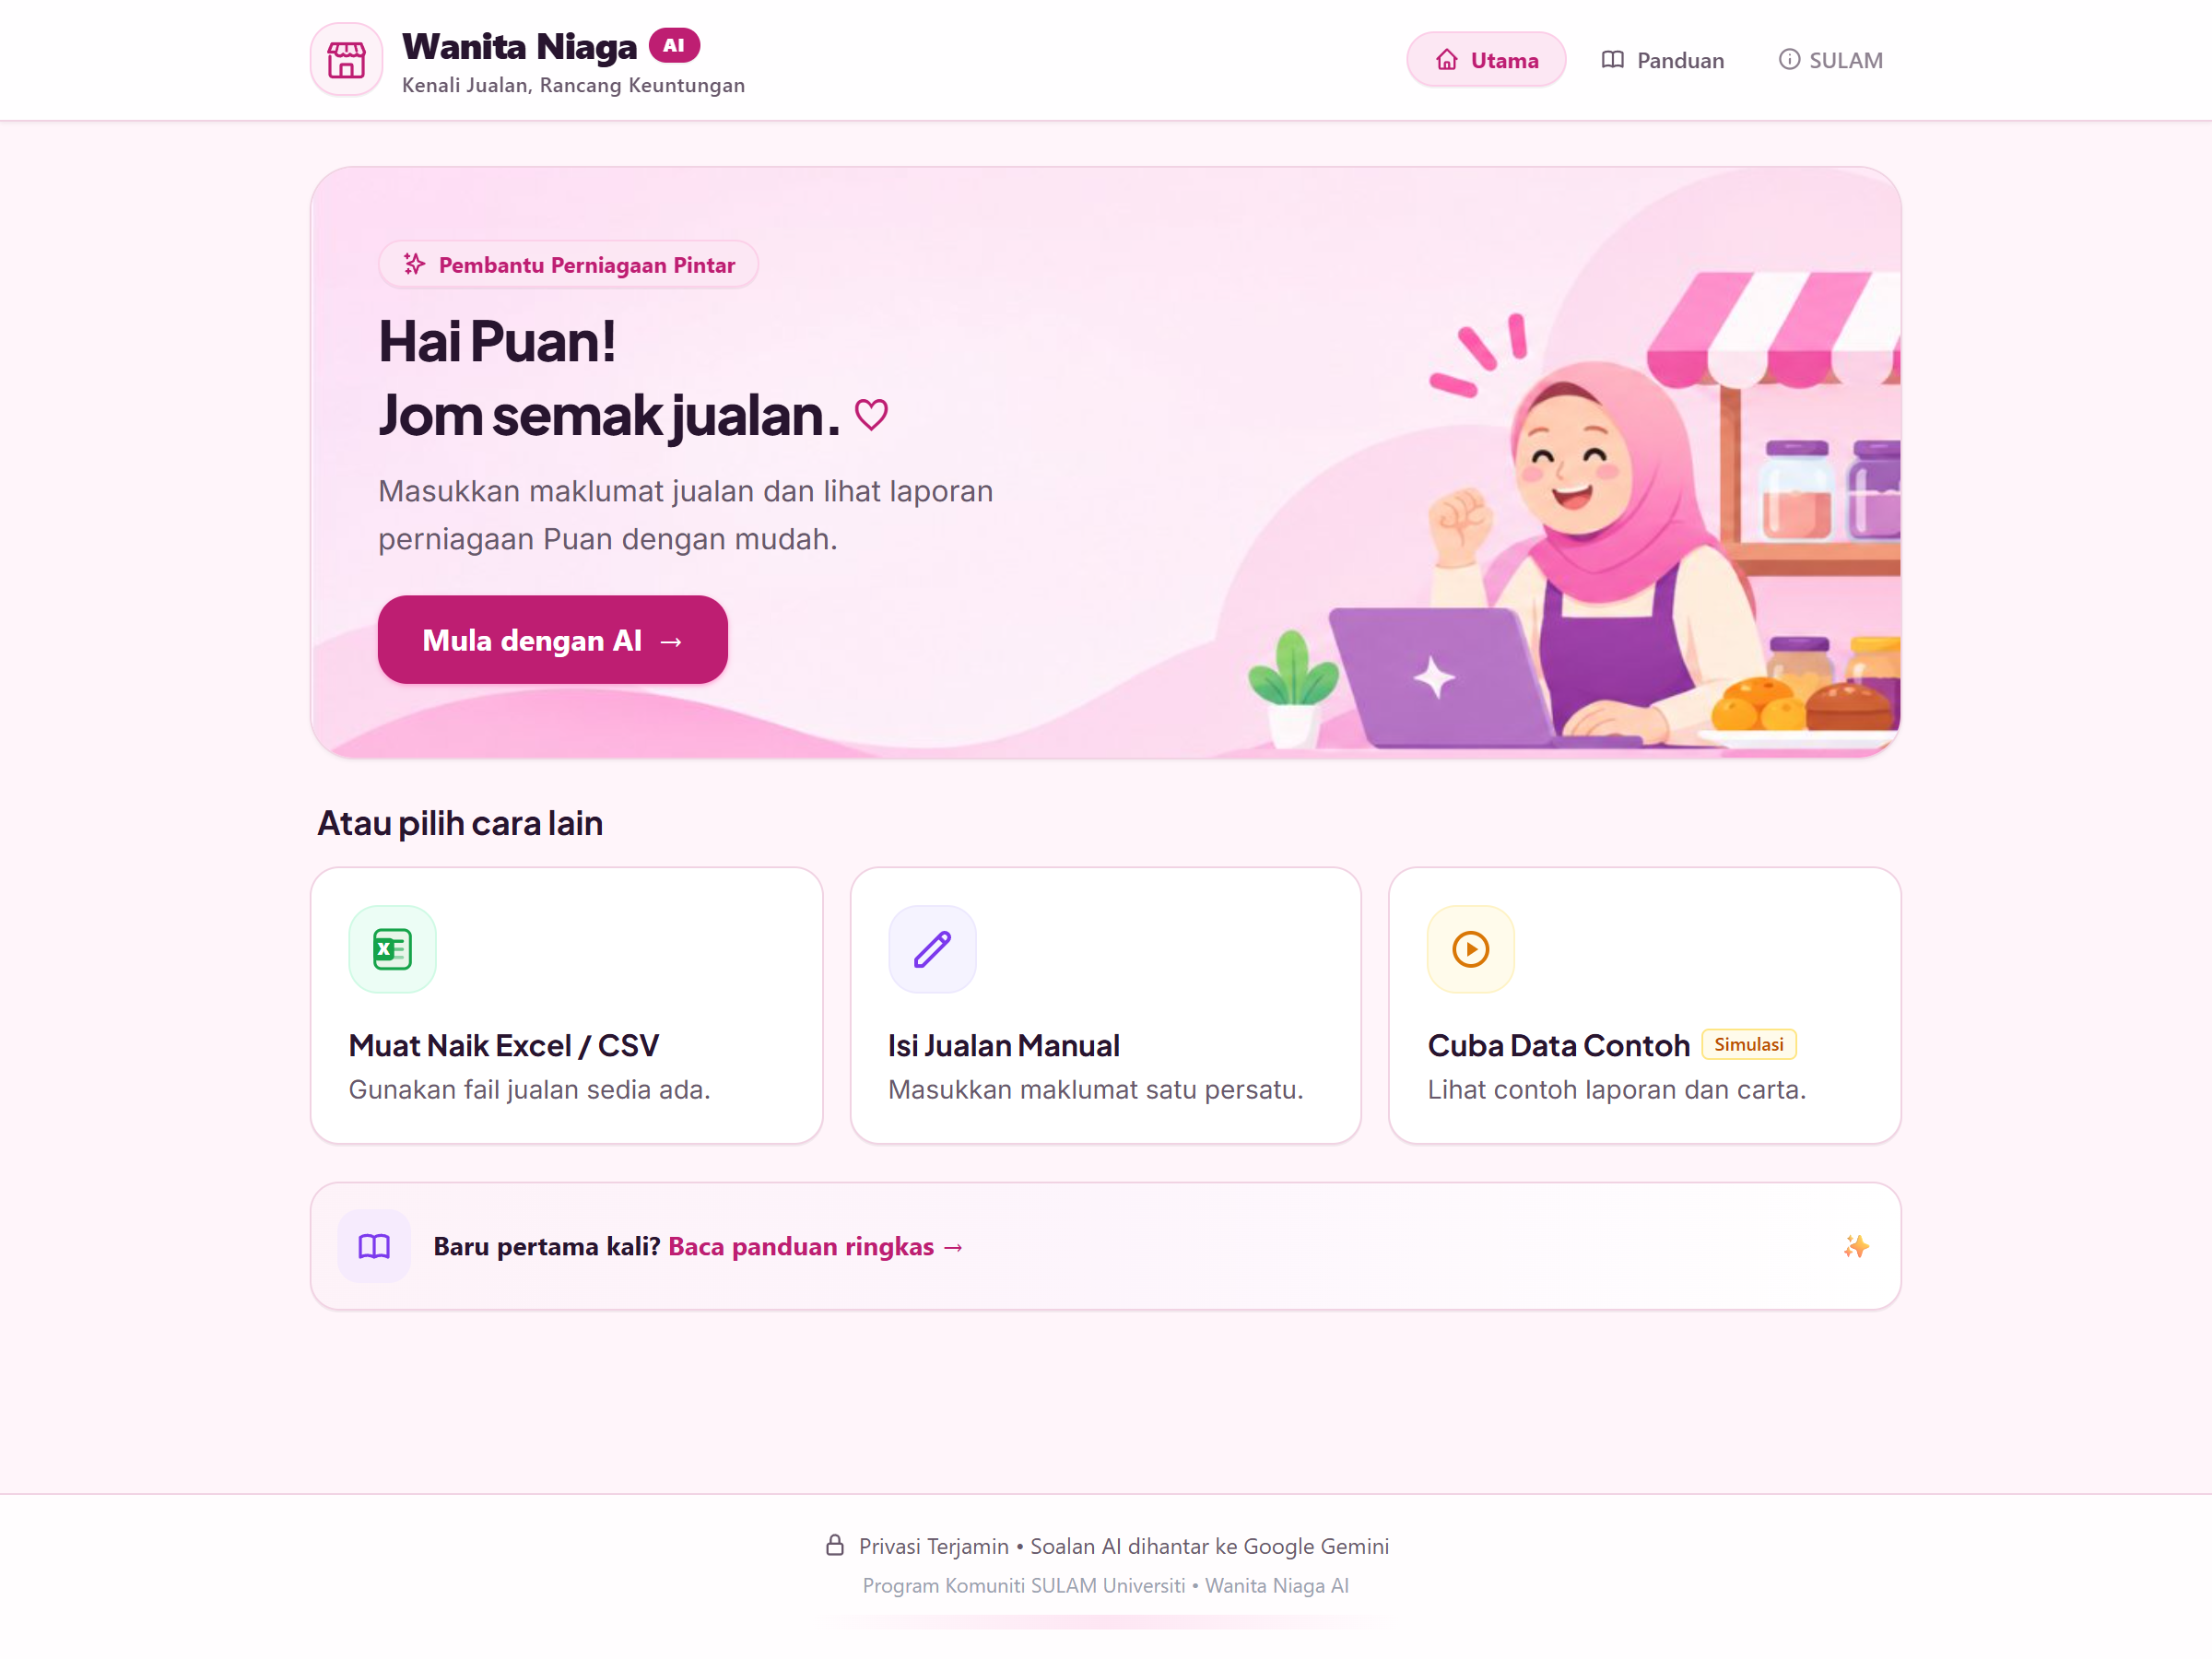 Wanita Niaga AI
Kenali Jualan, Rancang Keuntungan
Utama
Panduan
SULAM
Pembantu Perniagaan Pintar
Hai Puan!
Jom semak jualan.
Masukkan maklumat jualan dan lihat laporan
perniagaan Puan dengan mudah.
Mula dengan AI →
Atau pilih cara lain
Muat Naik Excel / CSV
Gunakan fail jualan sedia ada.
Isi Jualan Manual
Masukkan maklumat satu persatu.
Cuba Data Contoh Simulasi
Lihat contoh laporan dan carta.
Baru pertama kali? Baca panduan ringkas →
Privasi Terjamin • Soalan AI dihantar ke Google Gemini
Program Komuniti SULAM Universiti • Wanita Niaga AI